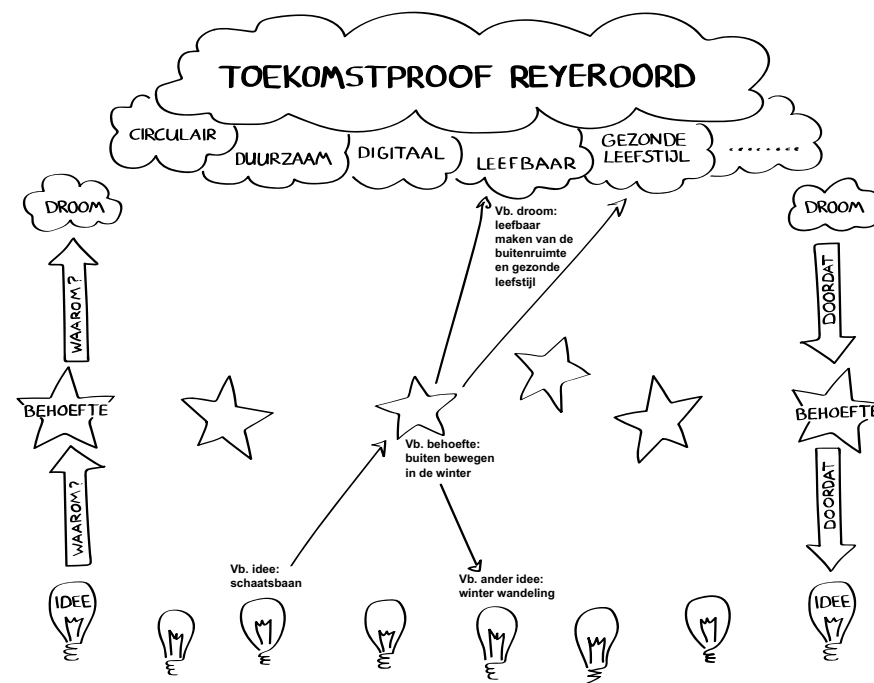 TOEKOMSTPROOF REYEROORD
CIRCULAIR
DUURZAAM
DIGITAAL
LEEFBAAR
GEZONDE
LEEFSTIJL
........
DROOM
WAAROM?
BEHOEFTE
WAAROM?
IDEE
Vb. droom:
leefbaar
maken van de
buitenruimte
en gezonde
leefstijl
Vb. behoefte:
buiten bewegen
in de winter
Vb. idee:
schaatsbaan
Vb. ander idee:
winter wandeling
DROOM
DOORDAT
BEHOEFTE
DOORDAT
IDEE